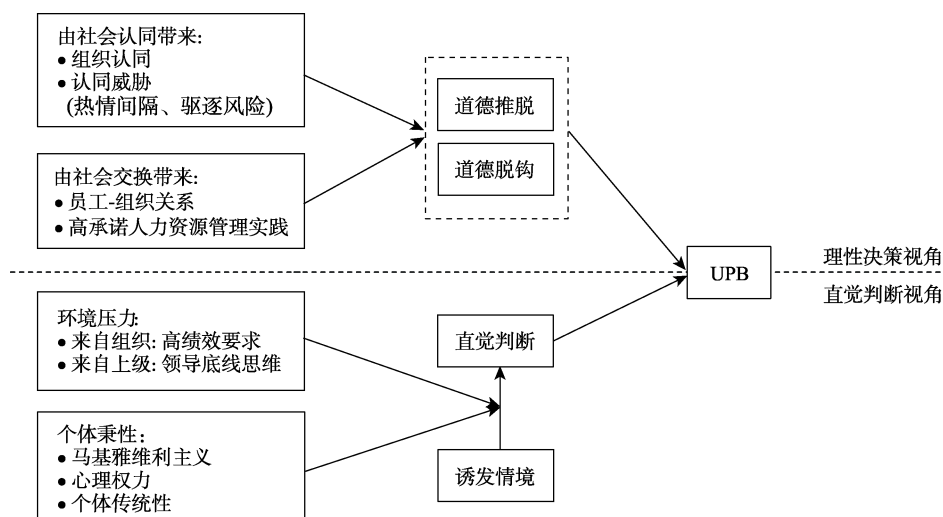 由社会认同带来:
● 组织认同
● 认同威胁
(热情间隔、驱逐风险)
由社会交换带来:
● 员工-组织关系
● 高承诺人力资源管理实践
道德推脱
道德脱钩
UPB
理性决策视角
直觉判断视角
环境压力:
● 来自组织: 高绩效要求
● 来自上级: 领导底线思维
直觉判断
个体秉性:
● 马基雅维利主义
● 心理权力
● 个体传统性
诱发情境